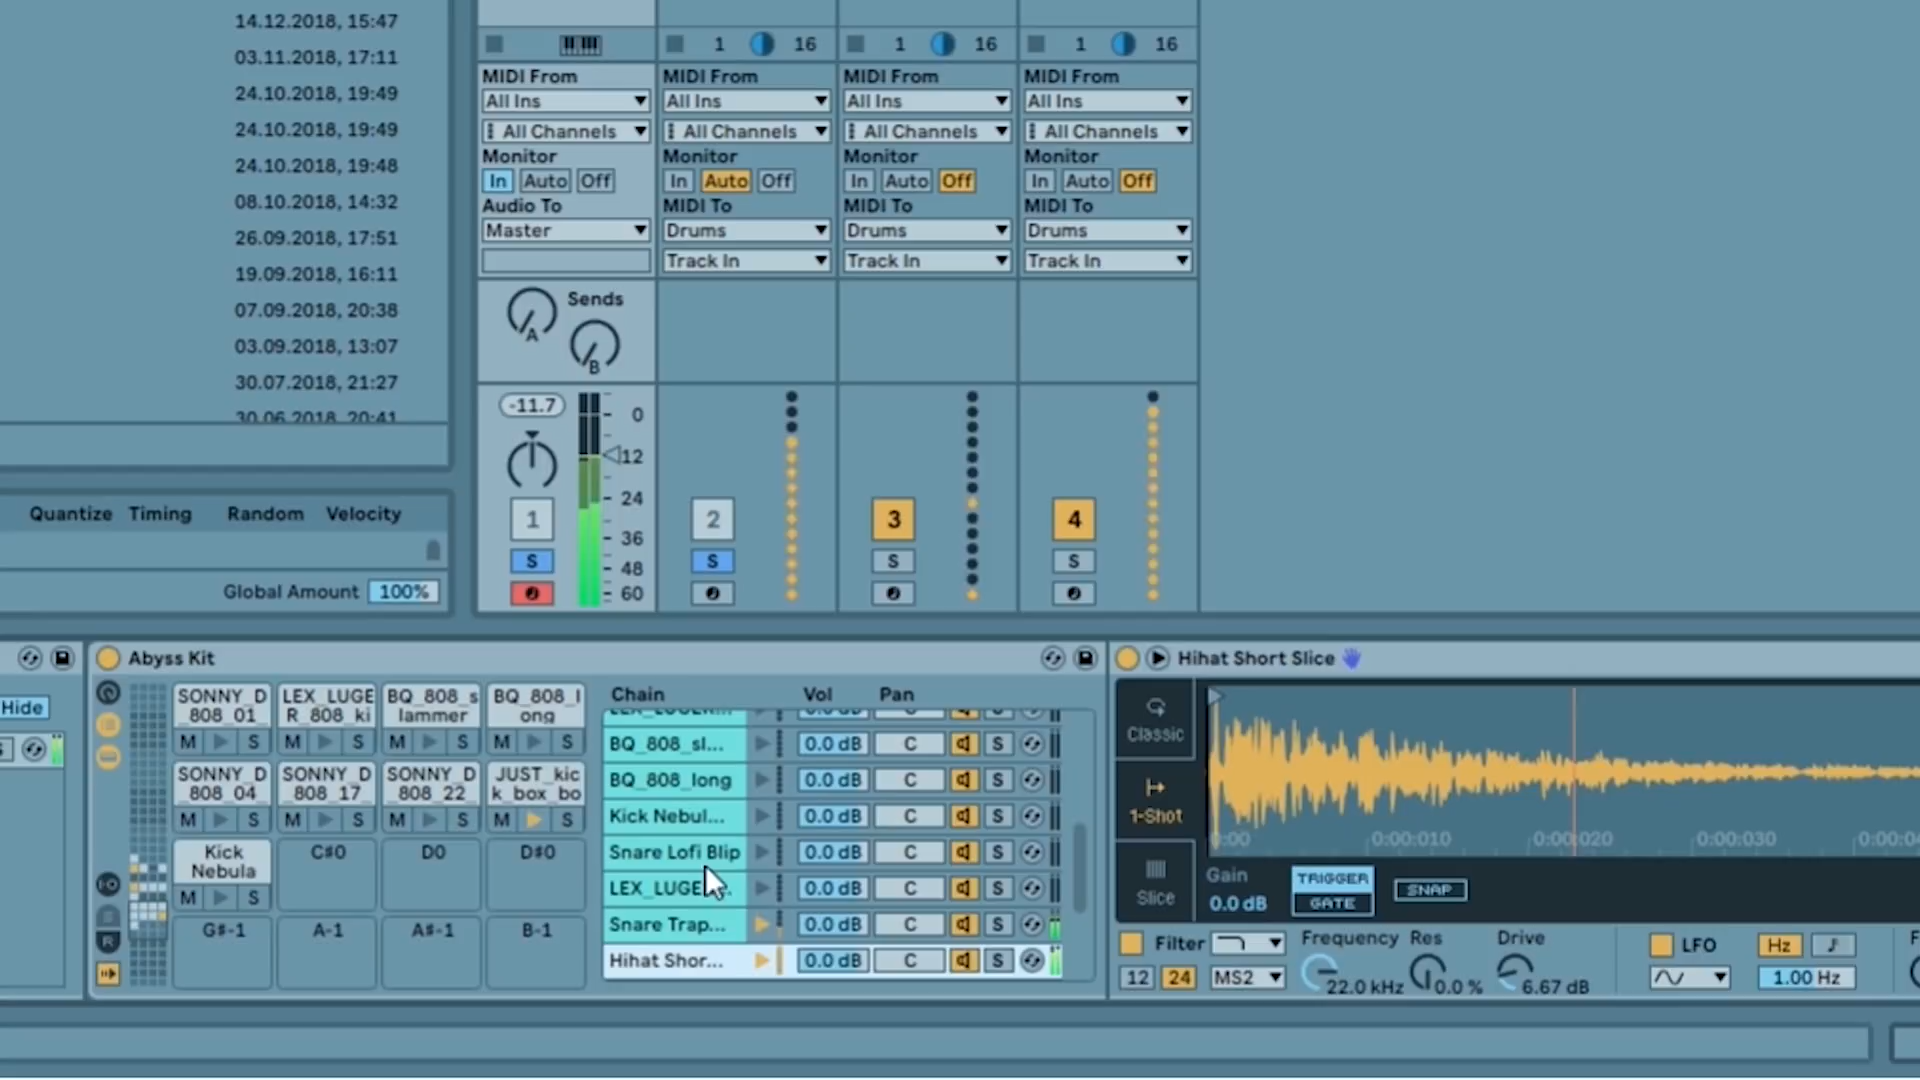 14.12.2018, 15:47
03.11.2018, 17:11
24.10.2018, 19:49
24.10.2018, 19:49
24.10.2018, 19:48
08.10.2018, 14:32
26.09.2018, 17:51
19.09.2018, 16:11
07.09.2018, 20:38
03.09.2018, 13:07
30.07.2018, 21:27
30.06.2018, 20:41
Quantize Timing Random Velocity
Global Amount 100%
1 16 1 16 1 16
MIDI From MIDI From MIDI From MIDI From
All Ins All Ins All Ins All Ins
All Channels All Channels All Channels All Channels
Monitor Monitor Monitor Monitor
In Auto Off In Auto Off In Auto Off In Auto Off
Audio To MIDI To MIDI To MIDI To
Master Drums Drums Drums
Track In Track In Track In
Sends
A
B
-11.7
0
12
24
36
48
60
1 2 3 4
S S S S
Hide
Abyss Kit
SONNY_D LEX_LUGE BQ_808_s BQ_808_l
808_01_ R_808_ki lammer ong
M S M S M S M S
SONNY_D SONNY_D SONNY_D JUST_kic
808_04_ 808_17_ 808_22_ k_box_bo
M S M S M S M S
Kick C#0 D0 D#0
Nebula
M S
G#-1 A-1 A#-1 B-1
R
Chain Vol Pan
BQ_808_sl... 0.0 dB C S
BQ_808_long 0.0 dB C S
Kick Nebul... 0.0 dB C S
Snare Lofi Blip 0.0 dB C S
LEX_LUGE 0.0 dB C S
Snare Trap... 0.0 dB C S
Hihat Shor... 0.0 dB C S
Hihat Short Slice
Classic
1-Shot
Slice
0:00 0:00:010 0:00:020 0:00:030 0:00:04
Gain
0.0 dB
TRIGGER
GATE
SNAP
Filter Frequency Res Drive LFO Hz
12 24 MS2 22.0 kHz 0.0 % 6.67 dB 1.00 Hz